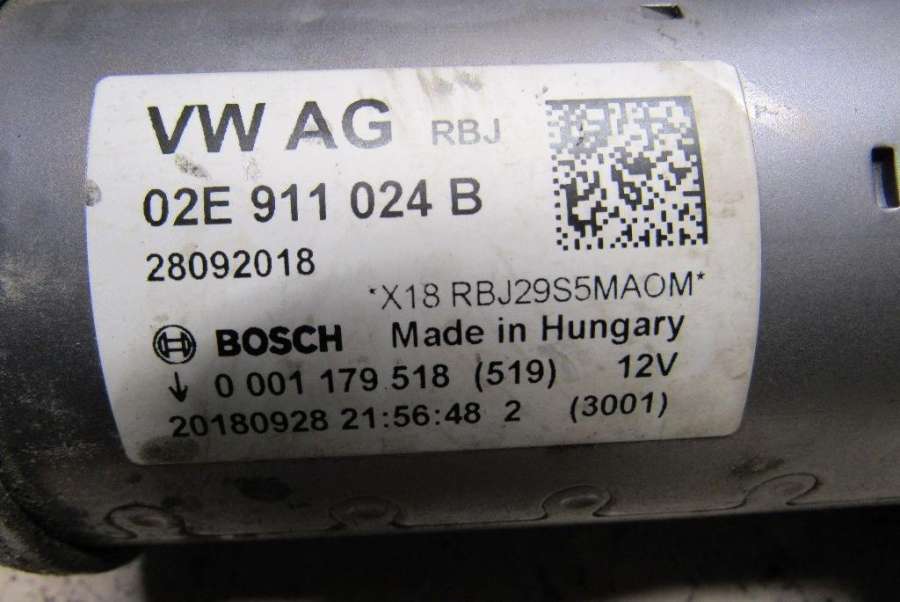 VW AG RBJ
02E 911 024 B
28092018
*X18 RBJ29S5MAOM*
BOSCH Made in Hungary
↓ 0 001 179 518 (519) 12V
20180928 21:56:48 2 (3001)